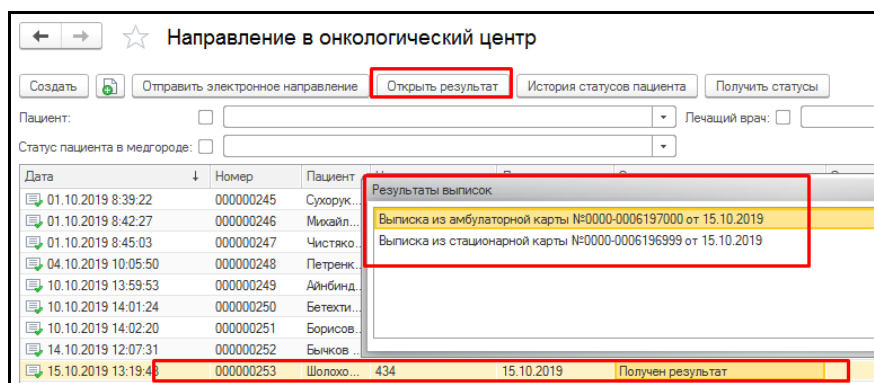 Направление в онкологический центр
Создать Отправить электронное направление Открыть результат История статусов пациента Получить статусы
Пациент: Лечащий врач:
Статус пациента в медгороде:
Дата ↓ Номер Пациент
Результаты выписок
01.10.2019 8:39:22 000000245 Сухорук...
Выписка из амбулаторной карты №0000-0006197000 от 15.10.2019
01.10.2019 8:42:27 000000246 Михайл...
Выписка из стационарной карты №0000-0006196999 от 15.10.2019
01.10.2019 8:45:03 000000247 Чистяко...
04.10.2019 10:05:50 000000248 Петренк...
10.10.2019 13:59:53 000000249 Айнбинд...
10.10.2019 14:01:24 000000250 Бетехти...
10.10.2019 14:02:20 000000251 Борисов...
14.10.2019 12:07:31 000000252 Бычков ...
15.10.2019 13:19:43 000000253 Шолохо... 434 15.10.2019 Получен результат